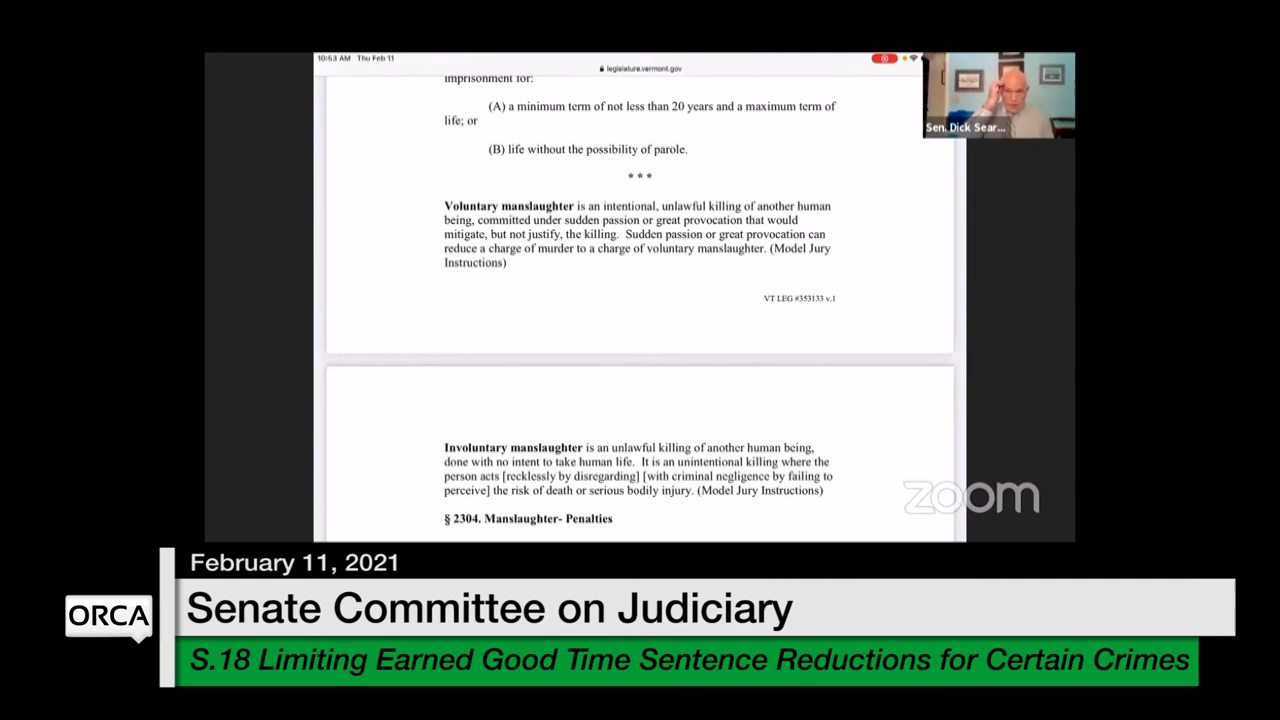 10:53 AM Thu Feb 11
legislature.vermont.gov
imprisonment for:
(A) a minimum term of not less than 20 years and a maximum term of
life; or
(B) life without the possibility of parole.
* * *
Voluntary manslaughter is an intentional, unlawful killing of another human
being, committed under sudden passion or great provocation that would
mitigate, but not justify, the killing. Sudden passion or great provocation can
reduce a charge of murder to a charge of voluntary manslaughter. (Model Jury
Instructions)
VT LEG #353133 v.1
Sen. Dick Sear...
Involuntary manslaughter is an unlawful killing of another human being,
done with no intent to take human life. It is an unintentional killing where the
person acts [recklessly by disregarding] [with criminal negligence by failing to
perceive] the risk of death or serious bodily injury. (Model Jury Instructions)
§ 2304. Manslaughter- Penalties
zoom
February 11, 2021
ORCA
Senate Committee on Judiciary
S.18 Limiting Earned Good Time Sentence Reductions for Certain Crimes